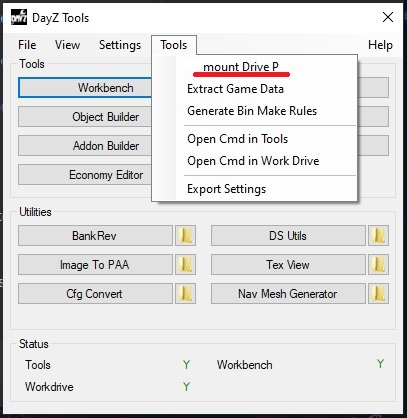 DayZ Tools
File View Settings Tools Help
Tools
mount Drive P
Extract Game Data
Generate Bin Make Rules
Open Cmd in Tools
Open Cmd in Work Drive
Export Settings
Workbench
Object Builder
Addon Builder
Economy Editor
Utilities
BankRev DS Utils
Image To PAA Tex View
Cfg Convert Nav Mesh Generator
Status
Tools Y Workbench Y
Workdrive Y